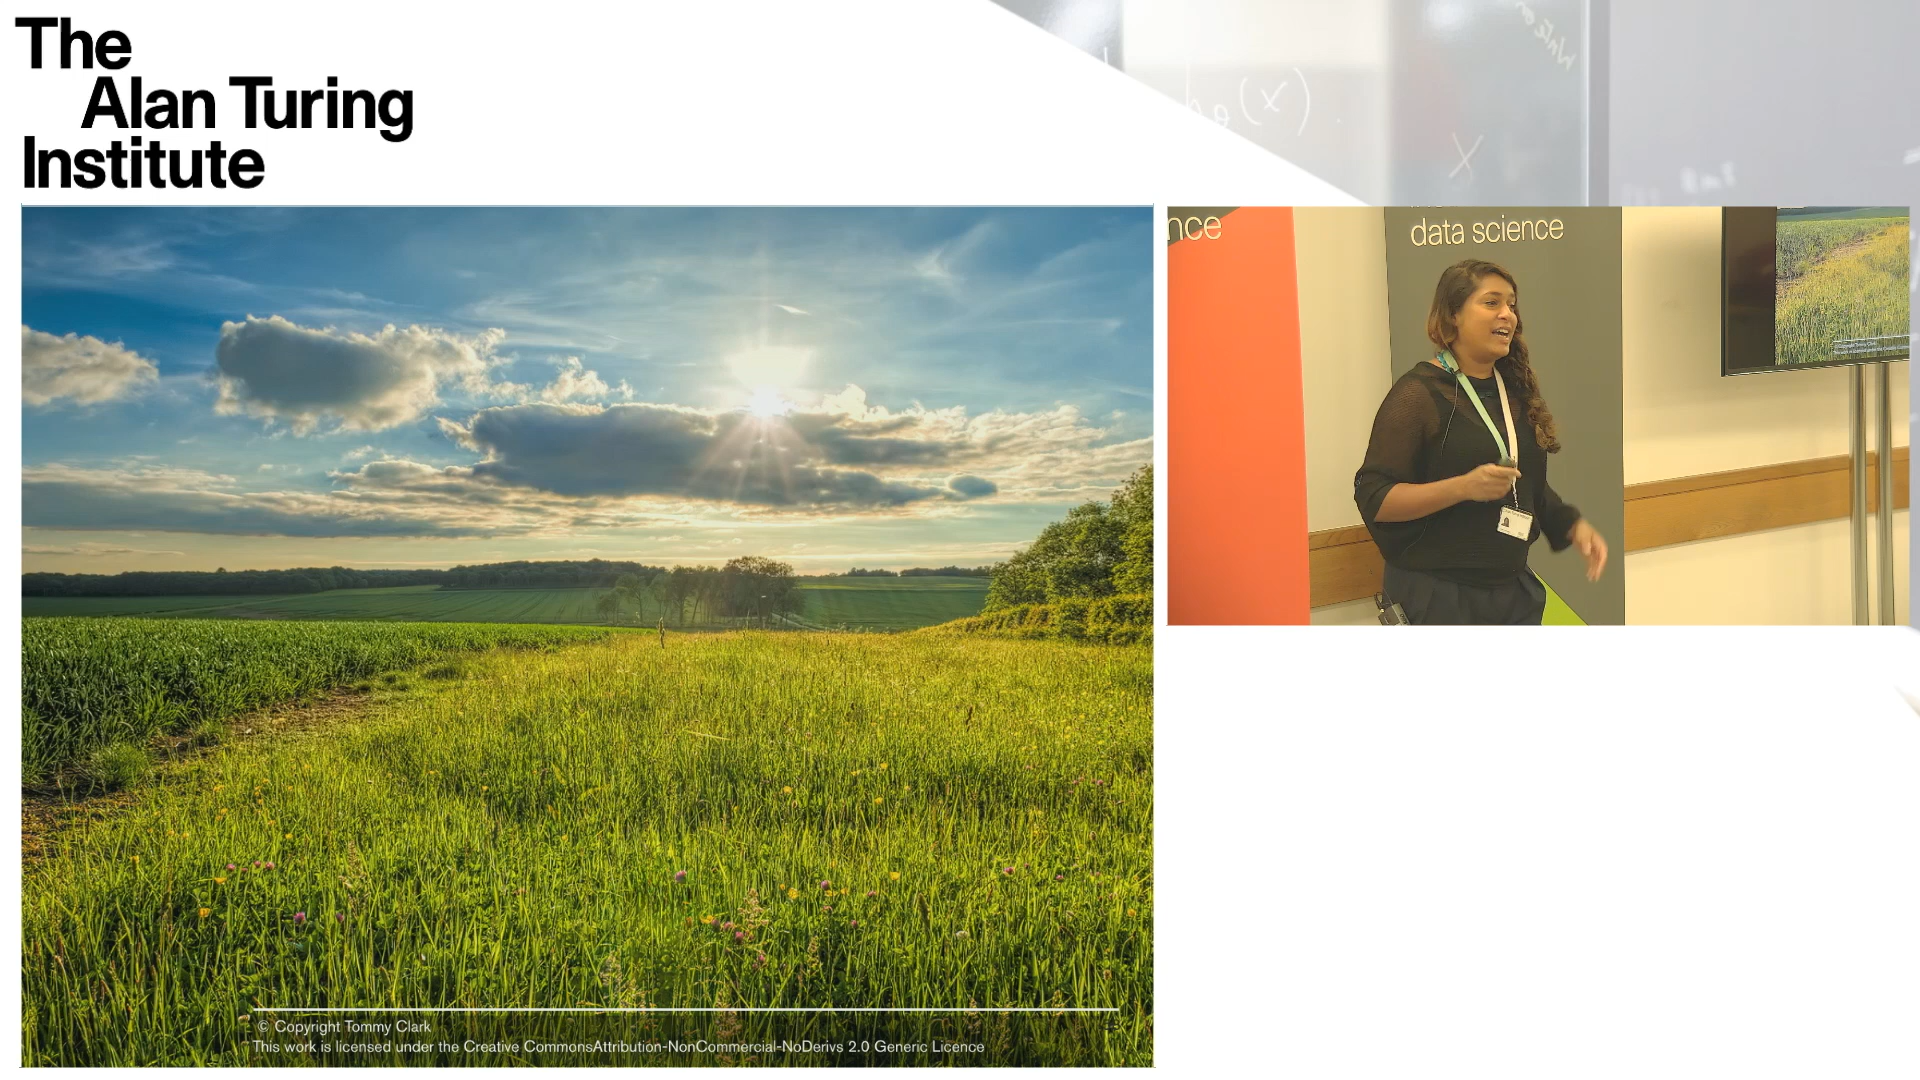 The
Alan Turing
Institute
nce
data science
© Copyright Tommy Clark
This work is licensed under the Creative CommonsAttribution-NonCommercial-NoDerivs 2.0 Generic Licence